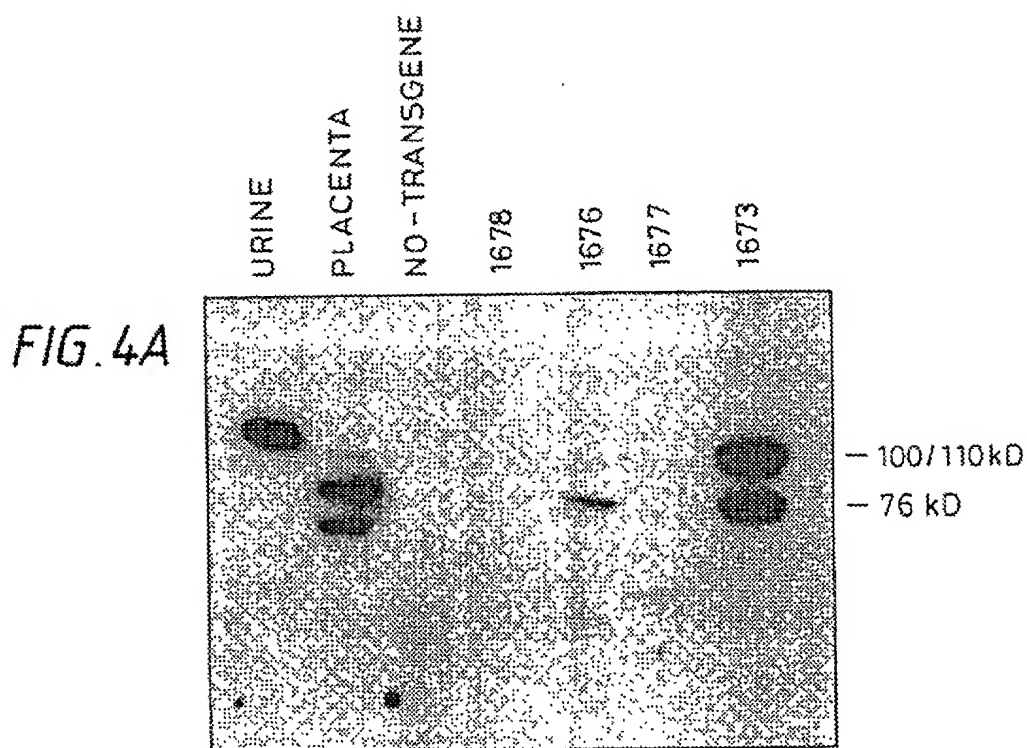 URINE
PLACENTA
NO-TRANSGENE
1678
1676
1677
1673
FIG. 4A
— 100/110kD
— 76 kD